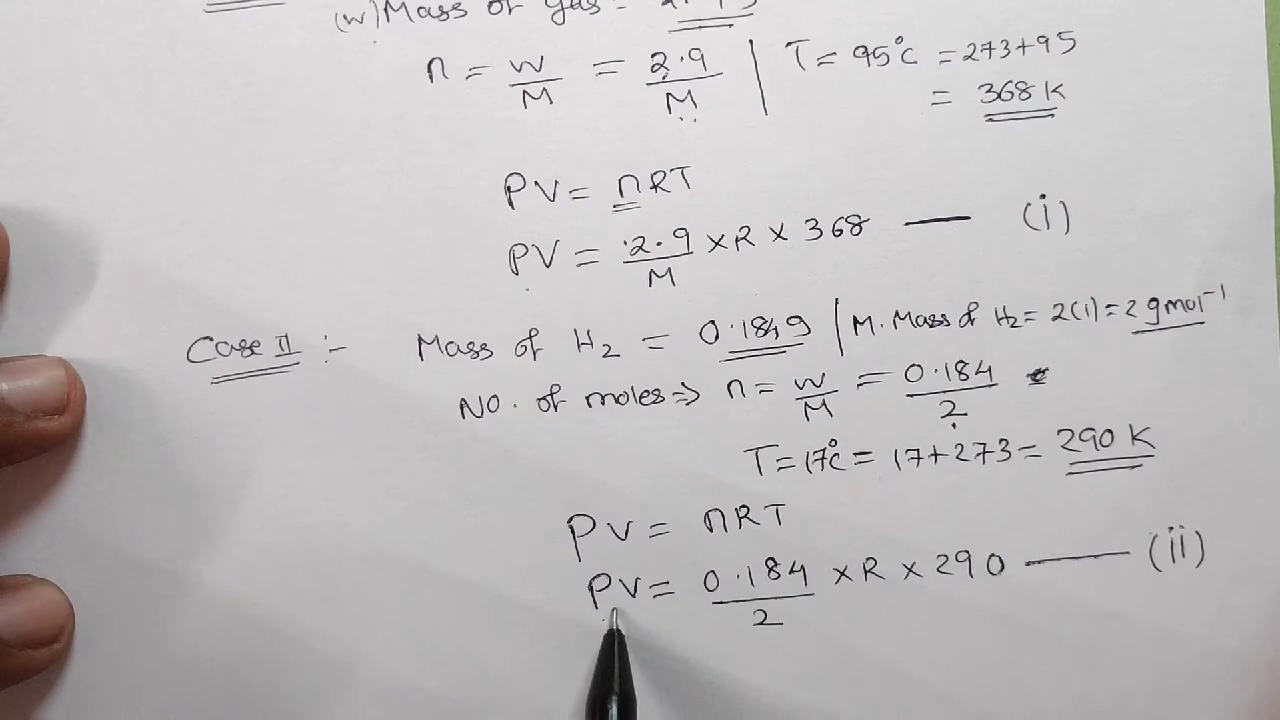 (W) Mass of gas =
n = W/M = 2.9/M | T = 95°C = 273+95
= 368 K
PV = nRT
PV = 2.9/M × R × 368 — (i)
Case II :- Mass of H2 = 0.184g | M. Mass of H2 = 2(1) = 2 gmol⁻¹
No. of moles => n = W/M = 0.184/2
T = 17°C = 17+273 = 290 K
PV = nRT
PV = 0.184/2 × R × 290 — (ii)